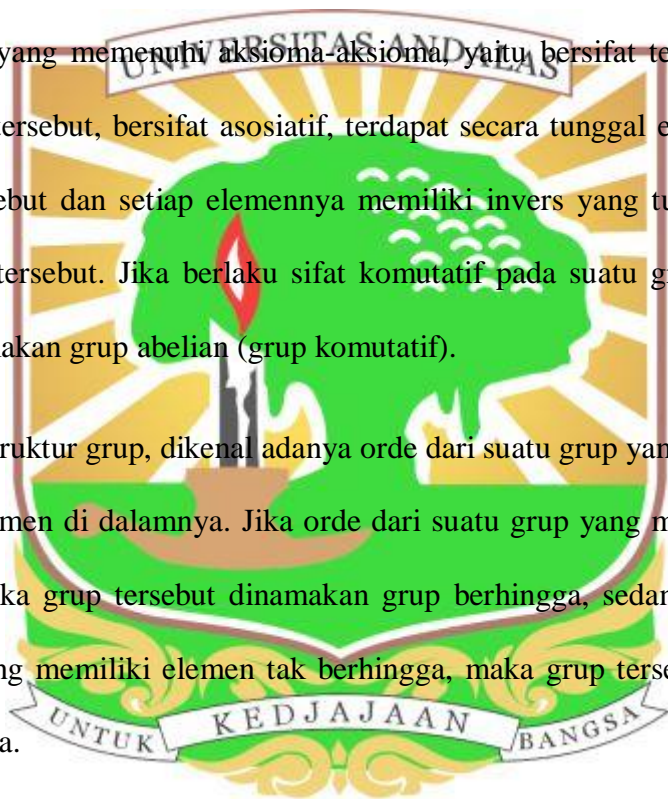 yang memenuhi aksioma-aksioma, yaitu bersifat te
UNIVERSITAS ANDALAS
tersebut, bersifat asosiatif, terdapat secara tunggal e
ebut dan setiap elemennya memiliki invers yang tu
tersebut. Jika berlaku sifat komutatif pada suatu g
akan grup abelian (grup komutatif).
ruktur grup, dikenal adanya orde dari suatu grup yan
men di dalamnya. Jika orde dari suatu grup yang m
ka grup tersebut dinamakan grup berhingga, sedan
ng memiliki elemen tak berhingga, maka grup terse
UNTUK KEDJAJAAN BANGSA
a.